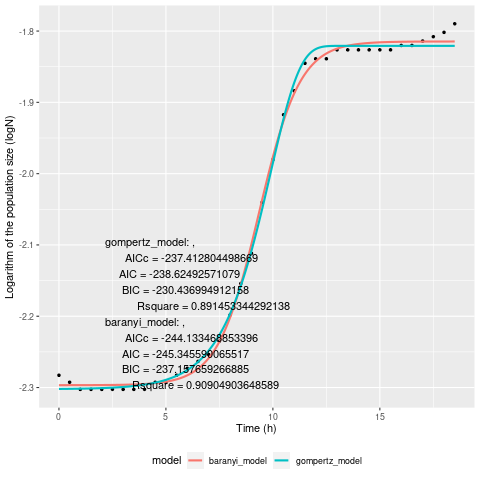 Logarithm of the population size (logN)
-1.8
-1.9
-2.0
-2.1
-2.2
-2.3
gompertz_model: ,
AICc = -237.412804498669
AIC = -238.62492571079
BIC = -230.436994912158
Rsquare = 0.891453344292138
baranyi_model: ,
AICc = -244.133468853396
AIC = -245.345590065517
BIC = -237.157659266885
Rsquare = 0.90904903648589
0 5 10 15
Time (h)
model baranyi_model gompertz_model